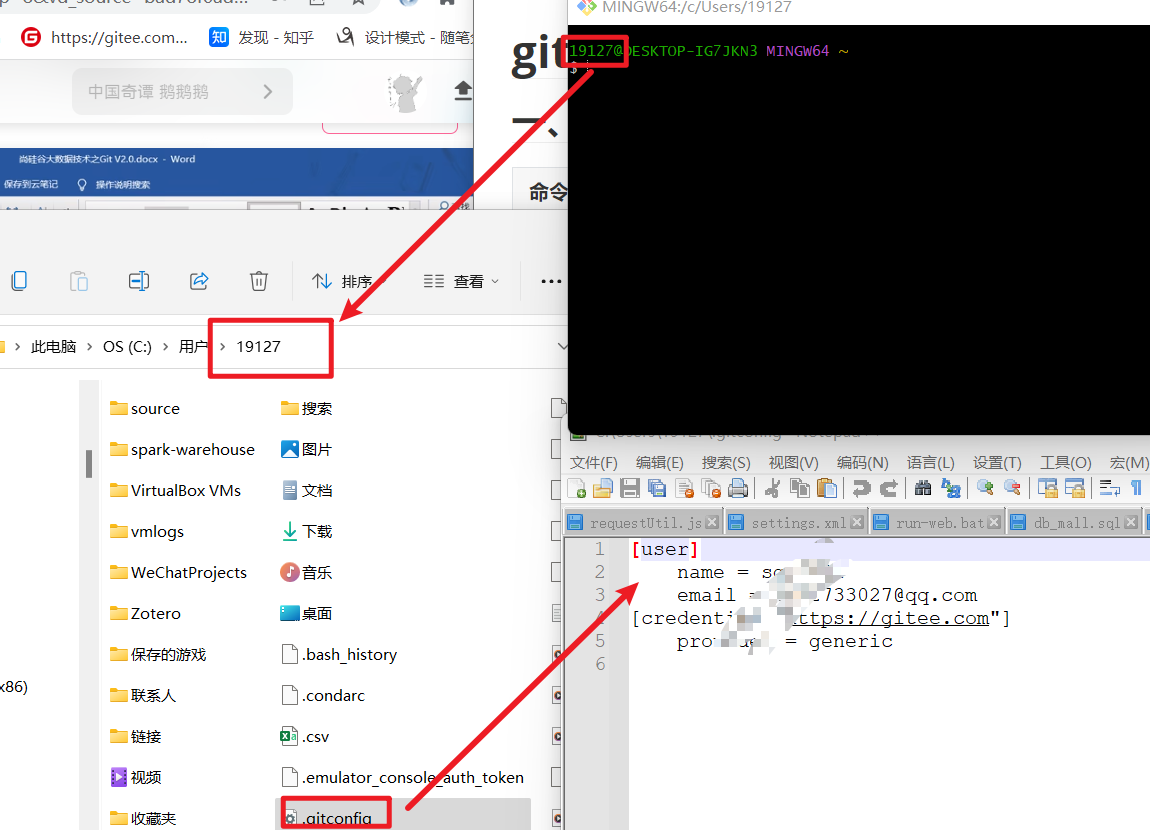 https://gitee.com...
发现 - 知乎
设计模式 - 随笔
中国奇谭 鹅鹅鹅
尚硅谷大数据技术之Git V2.0.docx - Word
保存到云笔记
操作说明搜索
git
一、
命令
MINGW64:/c/Users/19127
19127@DESKTOP-IG7JKN3 MINGW64 ~
$
排序
查看
此电脑 > OS (C:) > 用户 > 19127
source
spark-warehouse
VirtualBox VMs
vmlogs
WeChatProjects
Zotero
保存的游戏
联系人
链接
视频
收藏夹
搜索
图片
文档
下载
音乐
桌面
.bash_history
.condarc
.csv
.emulator_console_auth_token
.gitconfig
x86)
文件(F) 编辑(E) 搜索(S) 视图(V) 编码(N) 语言(L) 设置(T) 工具(O) 宏(M)
requestUtil.js settings.xml run-web.bat db_mall.sql
1 [user]
2 name =
3 email = 733027@qq.com
4 [credenti ttps://gitee.com"]
5 pro = generic
6